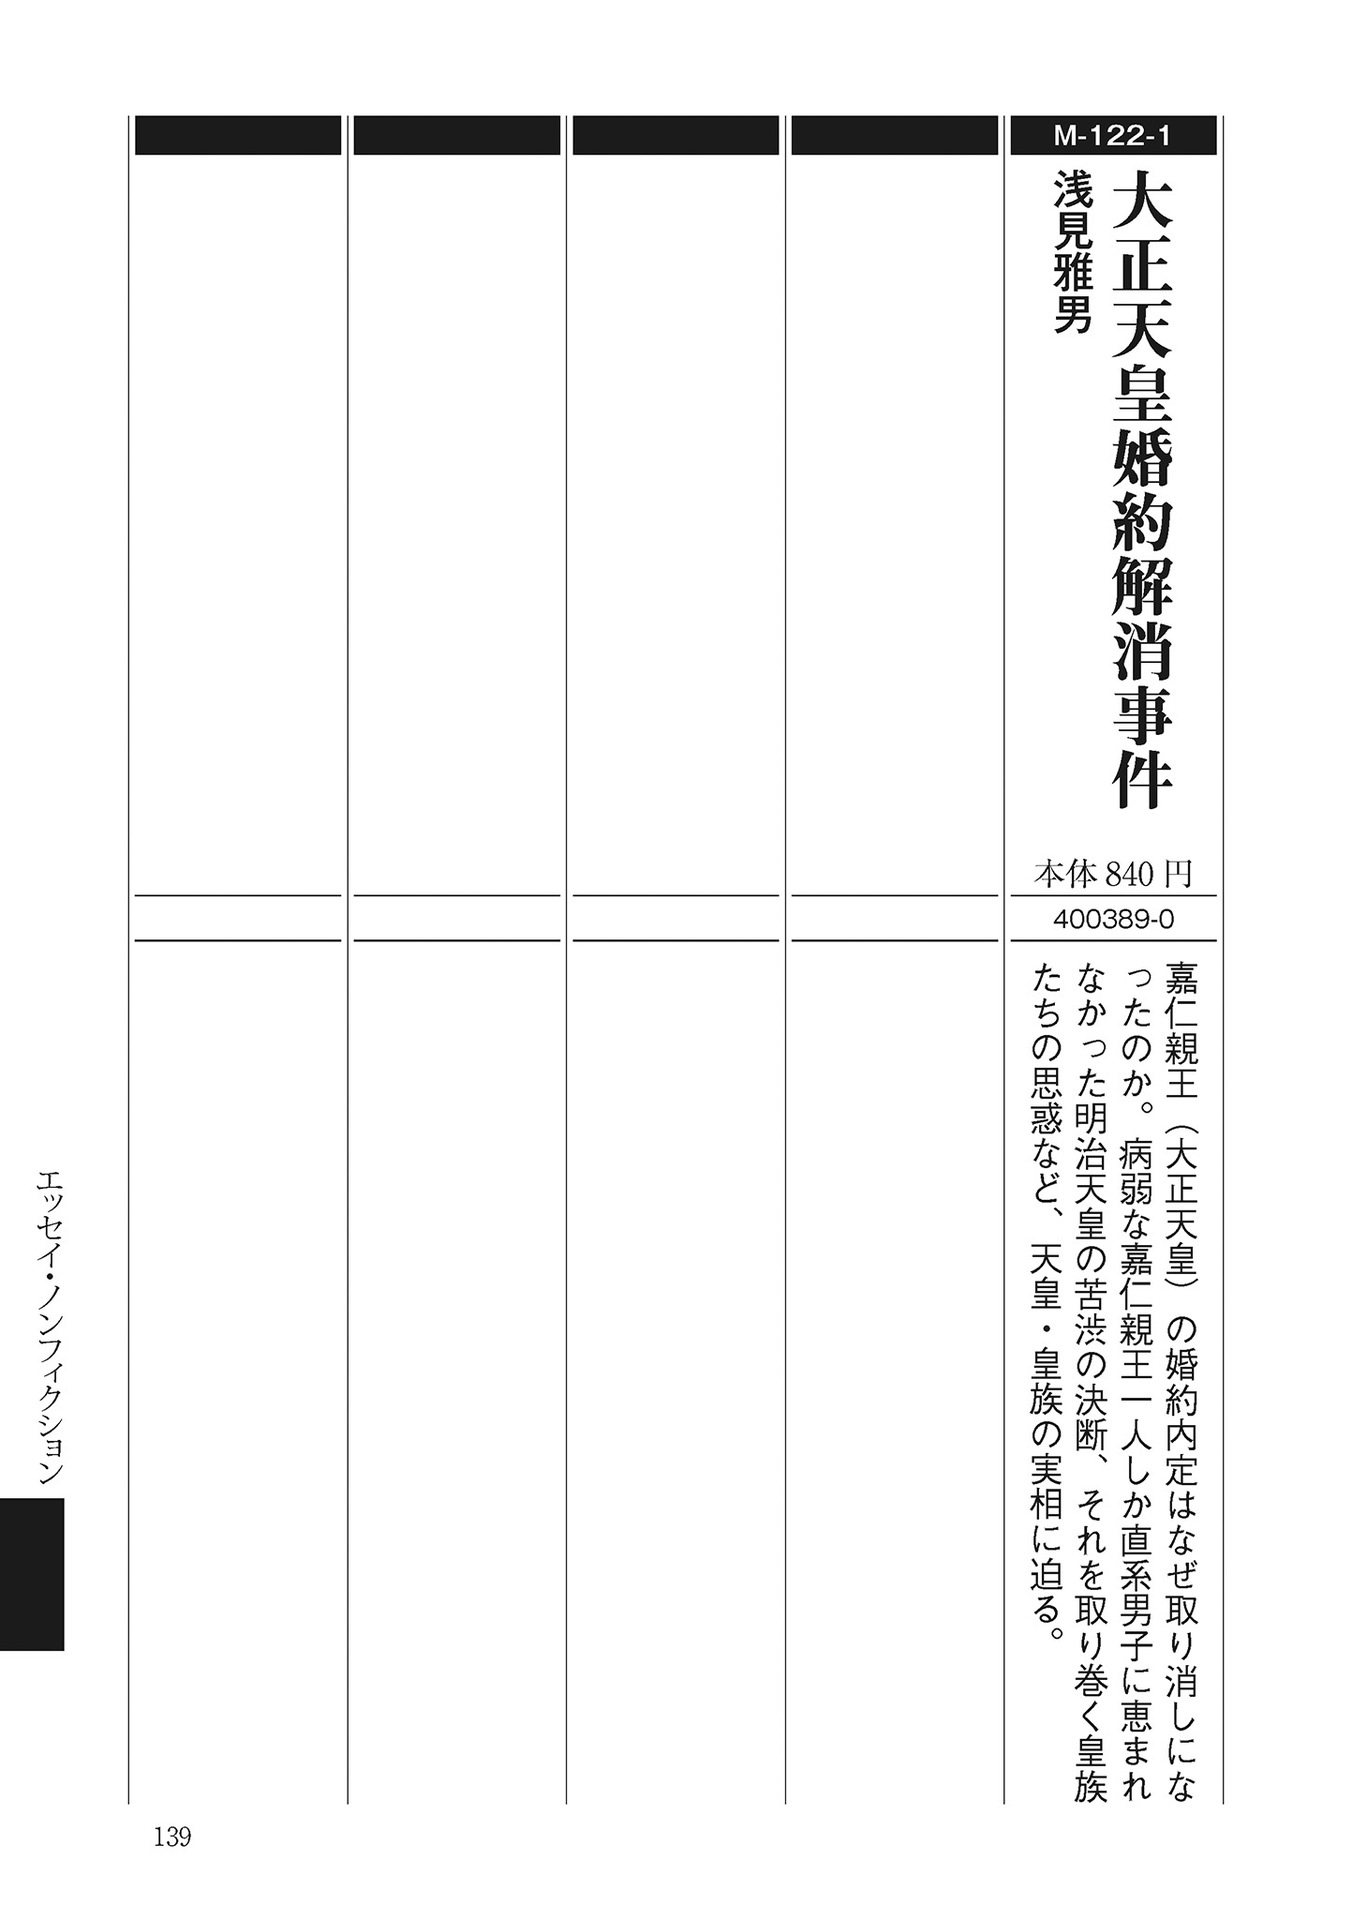 M-122-1
大正天皇婚約解消事件
浅見雅男
本体840円
400389-0
嘉仁親王（大正天皇）の婚約内定はなぜ取り消しにな
ったのか。病弱な嘉仁親王一人しか直系男子に恵まれ
なかった明治天皇の苦渋の決断、それを取り巻く皇族
たちの思惑など、天皇・皇族の実相に迫る。
エッセイ・ノンフィクション
139